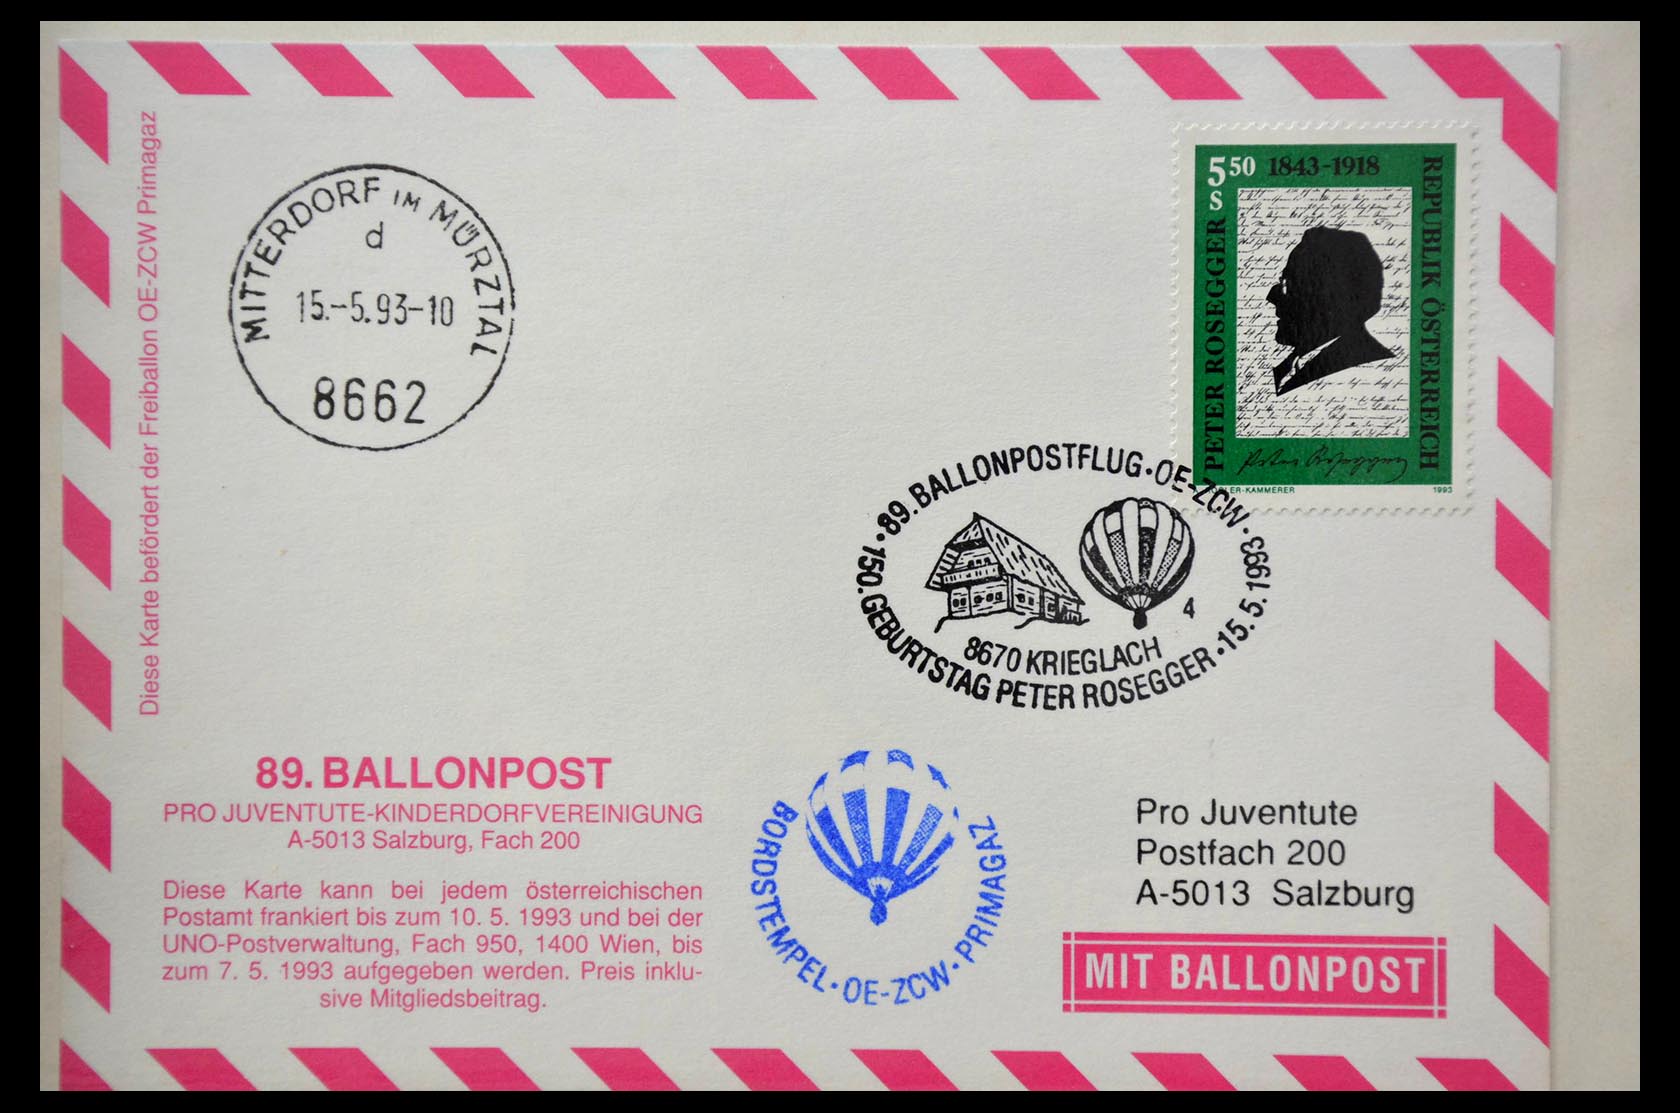 Diese Karte befördert der Freiballon OE-ZCW Primagaz
MITTERDORF IM MÜRZTAL
d
15.-5.93-10
8662
5 50 1843-1918
S
PETER ROSEGGER
REPUBLIK ÖSTERREICH
1993
89. BALLONPOSTFLUG · OE-ZCW ·
150. GEBURTSTAG PETER ROSEGGER · 15.5.1993
4
8670 KRIEGLACH
89. BALLONPOST
PRO JUVENTUTE-KINDERDORFVEREINIGUNG
A-5013 Salzburg, Fach 200
Diese Karte kann bei jedem österreichischen
Postamt frankiert bis zum 10. 5. 1993 und bei der
UNO-Postverwaltung, Fach 950, 1400 Wien, bis
zum 7. 5. 1993 aufgegeben werden. Preis inklu-
sive Mitgliedsbeitrag.
BORDSTEMPEL · OE-ZCW · PRIMAGAZ
Pro Juventute
Postfach 200
A-5013 Salzburg
MIT BALLONPOST